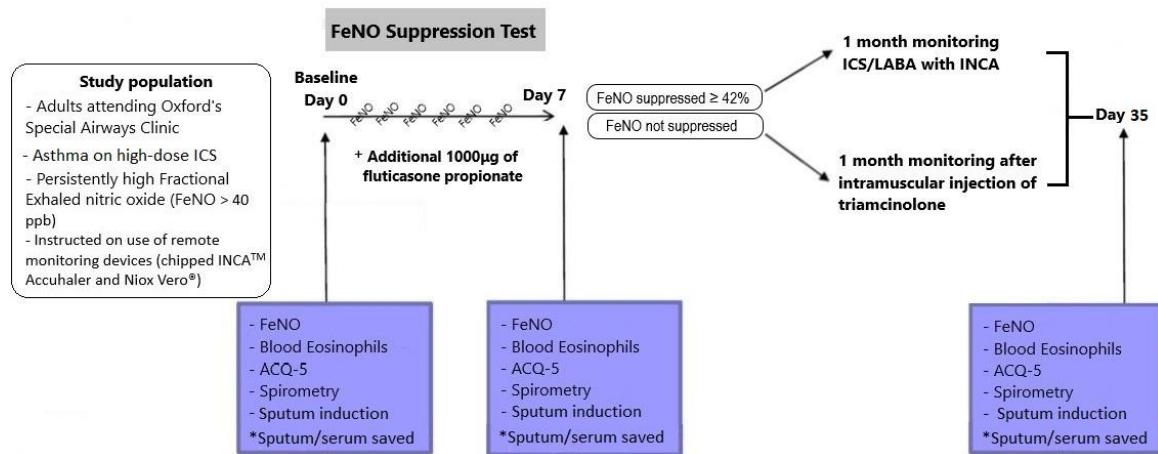 FeNO Suppression Test
Study population
- Adults attending Oxford's
Special Airways Clinic
- Asthma on high-dose ICS
- Persistently high Fractional
Exhaled nitric oxide (FeNO > 40
ppb)
- Instructed on use of remote
monitoring devices (chipped INCA™
Accuhaler and Niox Vero®)
Baseline
Day 0
FeNO FeNO FeNO FeNO FeNO FeNO
Day 7
+ Additional 1000µg of
fluticasone propionate
FeNO suppressed ≥ 42%
FeNO not suppressed
1 month monitoring
ICS/LABA with INCA
1 month monitoring after
intramuscular injection of
triamcinolone
Day 35
- FeNO
- Blood Eosinophils
- ACQ-5
- Spirometry
- Sputum induction
*Sputum/serum saved
- FeNO
- Blood Eosinophils
- ACQ-5
- Spirometry
- Sputum induction
*Sputum/serum saved
- FeNO
- Blood Eosinophils
- ACQ-5
- Spirometry
- Sputum induction
*Sputum/serum saved